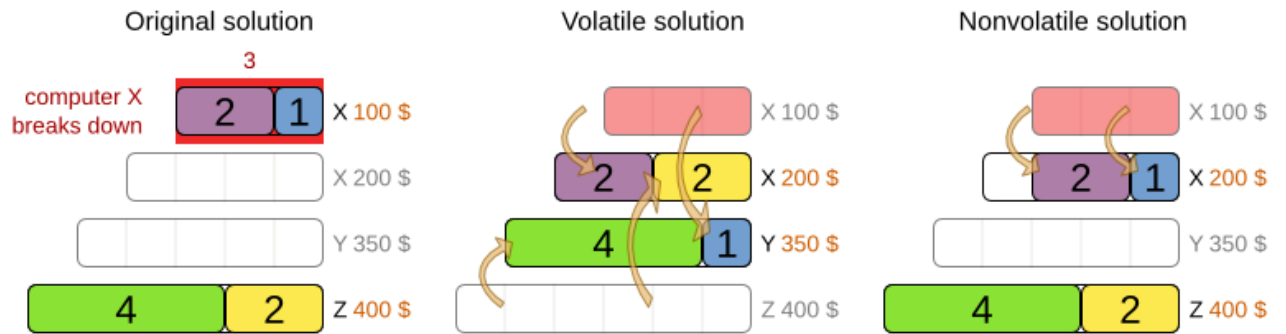 Original solution
3
computer X
breaks down
2 1 X 100 $
X 200 $
Y 350 $
4 2 Z 400 $
Volatile solution
X 100 $
2 2 X 200 $
4 1 Y 350 $
Z 400 $
Nonvolatile solution
X 100 $
2 1 X 200 $
Y 350 $
4 2 Z 400 $